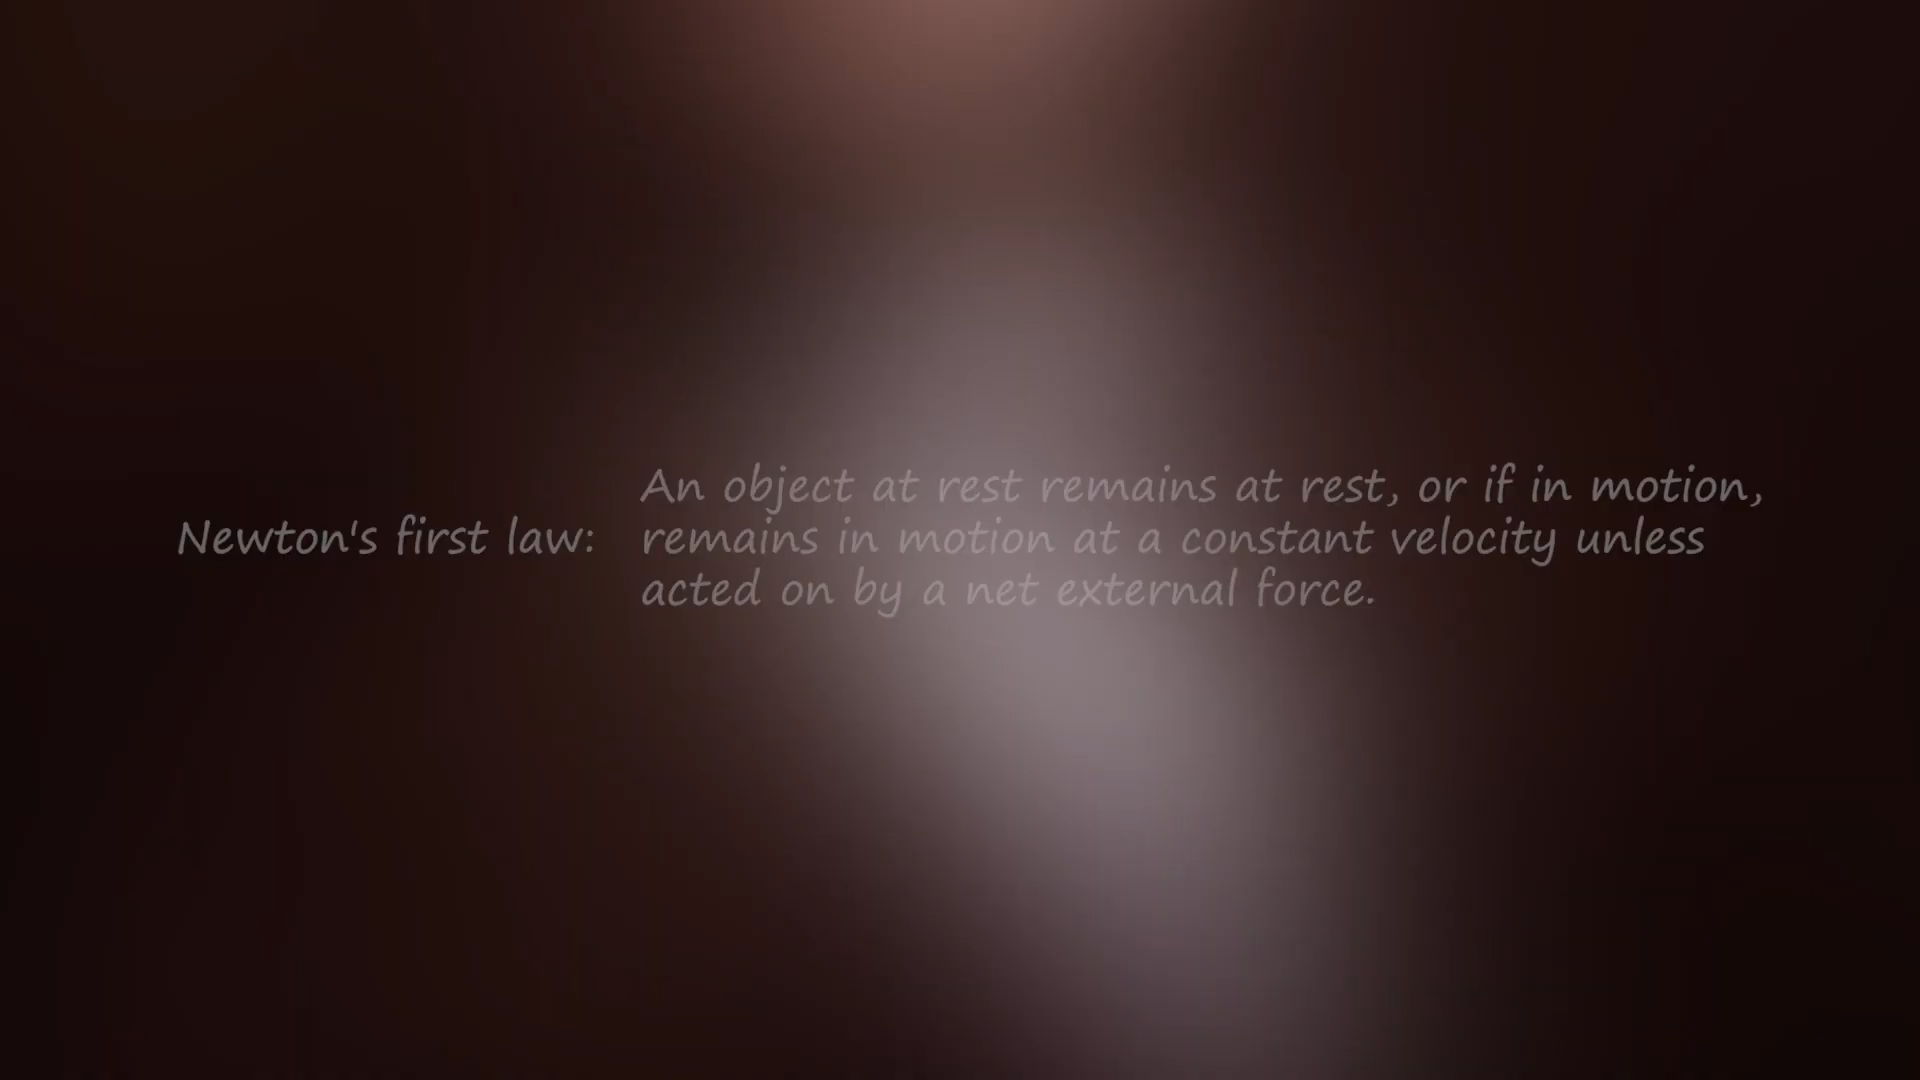 Newton's first law:
An object at rest remains at rest, or if in motion,
remains in motion at a constant velocity unless
acted on by a net external force.